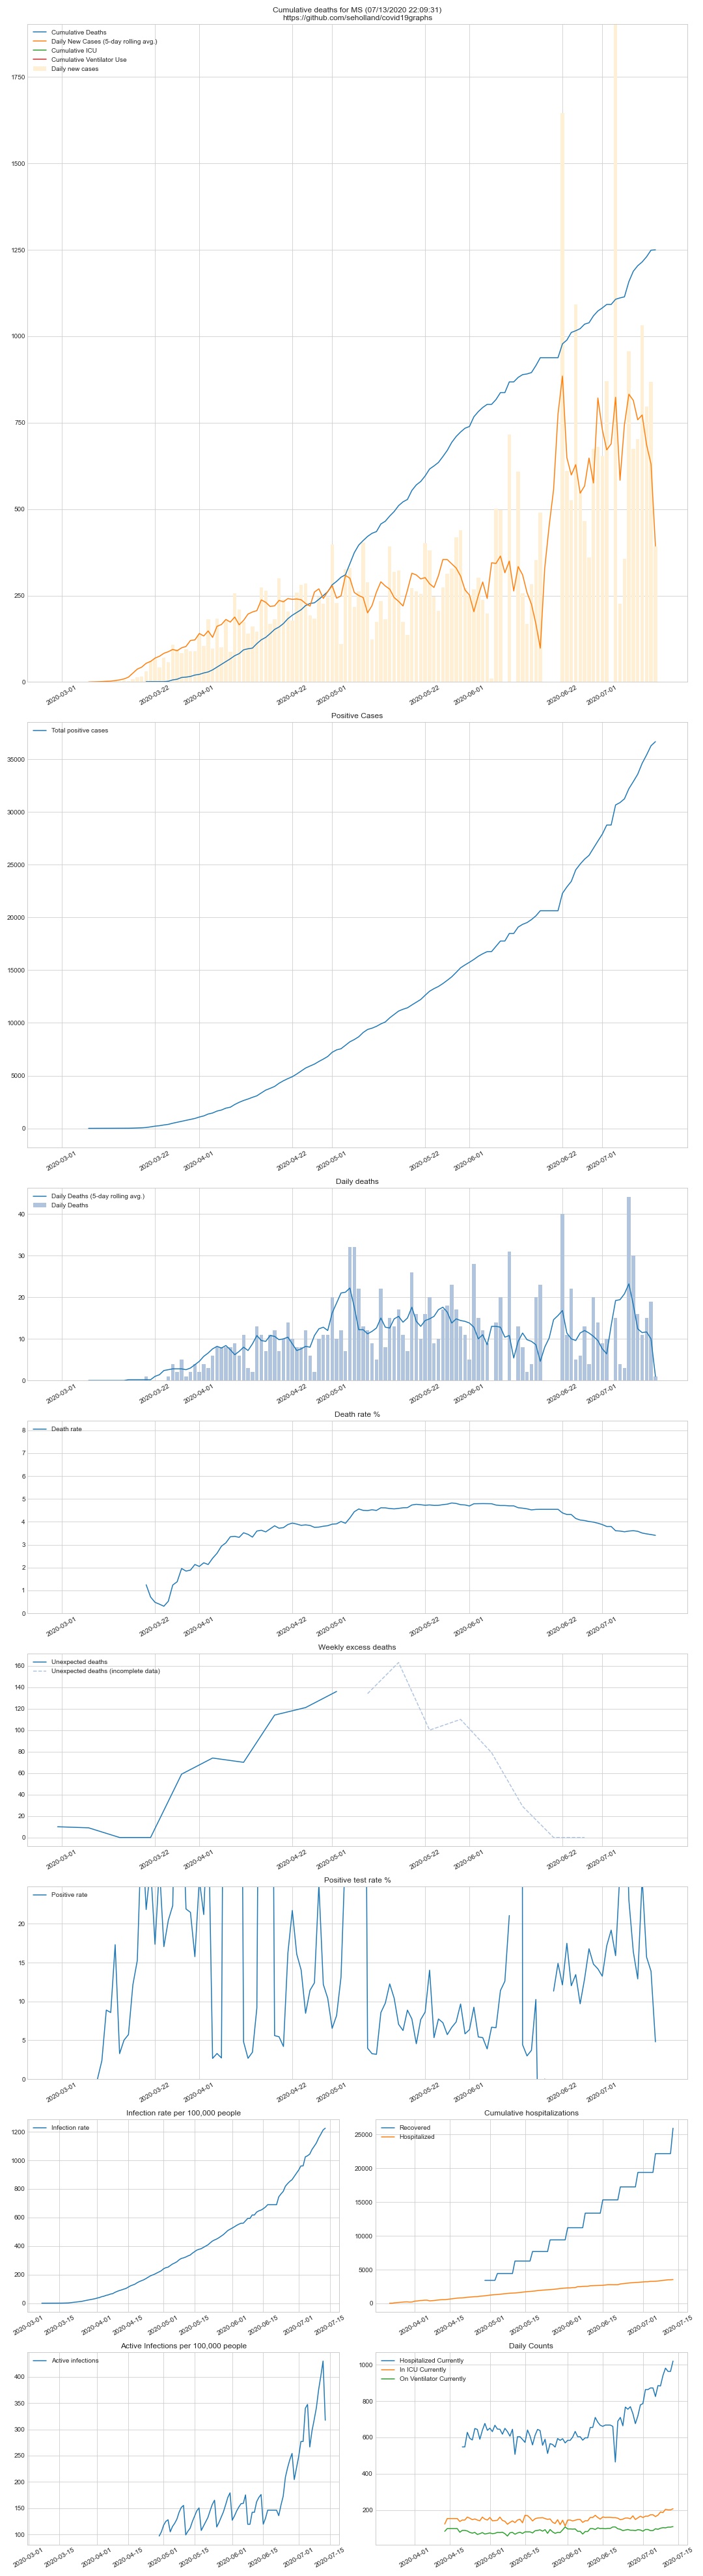 Cumulative deaths for MS (07/13/2020 22:09:31)
https://github.com/seholland/covid19graphs
Cumulative Deaths
Daily New Cases (5-day rolling avg.)
Cumulative ICU
Cumulative Ventilator Use
Daily new cases
1750
1500
1250
1000
750
500
250
0
2020-03-01 2020-03-22 2020-04-01 2020-04-22 2020-05-01 2020-05-22 2020-06-01 2020-06-22 2020-07-01
Positive Cases
Total positive cases
35000
30000
25000
20000
15000
10000
5000
0
2020-03-01 2020-03-22 2020-04-01 2020-04-22 2020-05-01 2020-05-22 2020-06-01 2020-06-22 2020-07-01
Daily deaths
Daily Deaths (5-day rolling avg.)
Daily Deaths
40
30
20
10
0
2020-03-01 2020-03-22 2020-04-01 2020-04-22 2020-05-01 2020-05-22 2020-06-01 2020-06-22 2020-07-01
Death rate %
Death rate
8
7
6
5
4
3
2
1
0
2020-03-01 2020-03-22 2020-04-01 2020-04-22 2020-05-01 2020-05-22 2020-06-01 2020-06-22 2020-07-01
Weekly excess deaths
Unexpected deaths
Unexpected deaths (incomplete data)
160
140
120
100
80
60
40
20
0
2020-03-01 2020-03-22 2020-04-01 2020-04-22 2020-05-01 2020-05-22 2020-06-01 2020-06-22 2020-07-01
Positive test rate %
Positive rate
20
15
10
5
0
2020-03-01 2020-03-22 2020-04-01 2020-04-22 2020-05-01 2020-05-22 2020-06-01 2020-06-22 2020-07-01
Infection rate per 100,000 people
Infection rate
1200
1000
800
600
400
200
0
2020-03-01 2020-03-15 2020-04-01 2020-04-15 2020-05-01 2020-05-15 2020-06-01 2020-06-15 2020-07-01 2020-07-15
Cumulative hospitalizations
Recovered
Hospitalized
25000
20000
15000
10000
5000
0
2020-04-01 2020-04-15 2020-05-01 2020-05-15 2020-06-01 2020-06-15 2020-07-01 2020-07-15
Active Infections per 100,000 people
Active infections
400
350
300
250
200
150
100
2020-03-01 2020-03-15 2020-04-01 2020-04-15 2020-05-01 2020-05-15 2020-06-01 2020-06-15 2020-07-01 2020-07-15
Daily Counts
Hospitalized Currently
In ICU Currently
On Ventilator Currently
1000
800
600
400
200
2020-04-01 2020-04-15 2020-05-01 2020-05-15 2020-06-01 2020-06-15 2020-07-01 2020-07-15